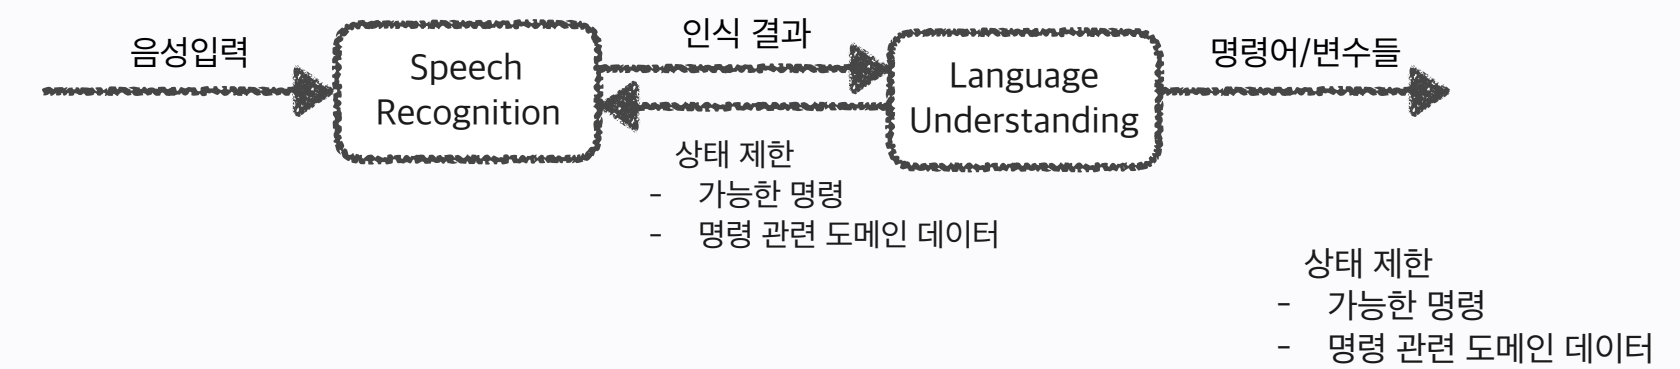 음성입력
Speech
Recognition
인식 결과
Language
Understanding
명령어/변수들
상태 제한
- 가능한 명령
- 명령 관련 도메인 데이터
상태 제한
- 가능한 명령
- 명령 관련 도메인 데이터